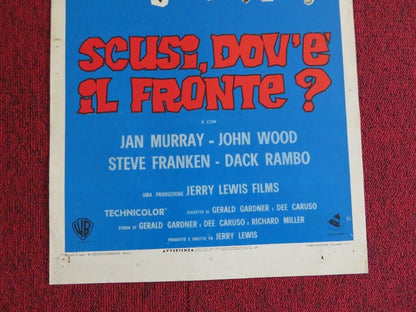 SCUSI, DOV'E'
IL FRONTE?
E CON
JAN MURRAY - JOHN WOOD
STEVE FRANKEN - DACK RAMBO
UNA PRODUZIONE JERRY LEWIS FILMS
TECHNICOLOR
SOGGETTO DI GERALD GARDNER E DEE CARUSO
STORIA DI GERALD GARDNER E DEE CARUSO E RICHARD MILLER
PRODOTTO E DIRETTO DA JERRY LEWIS
WB
AVVERTENZA